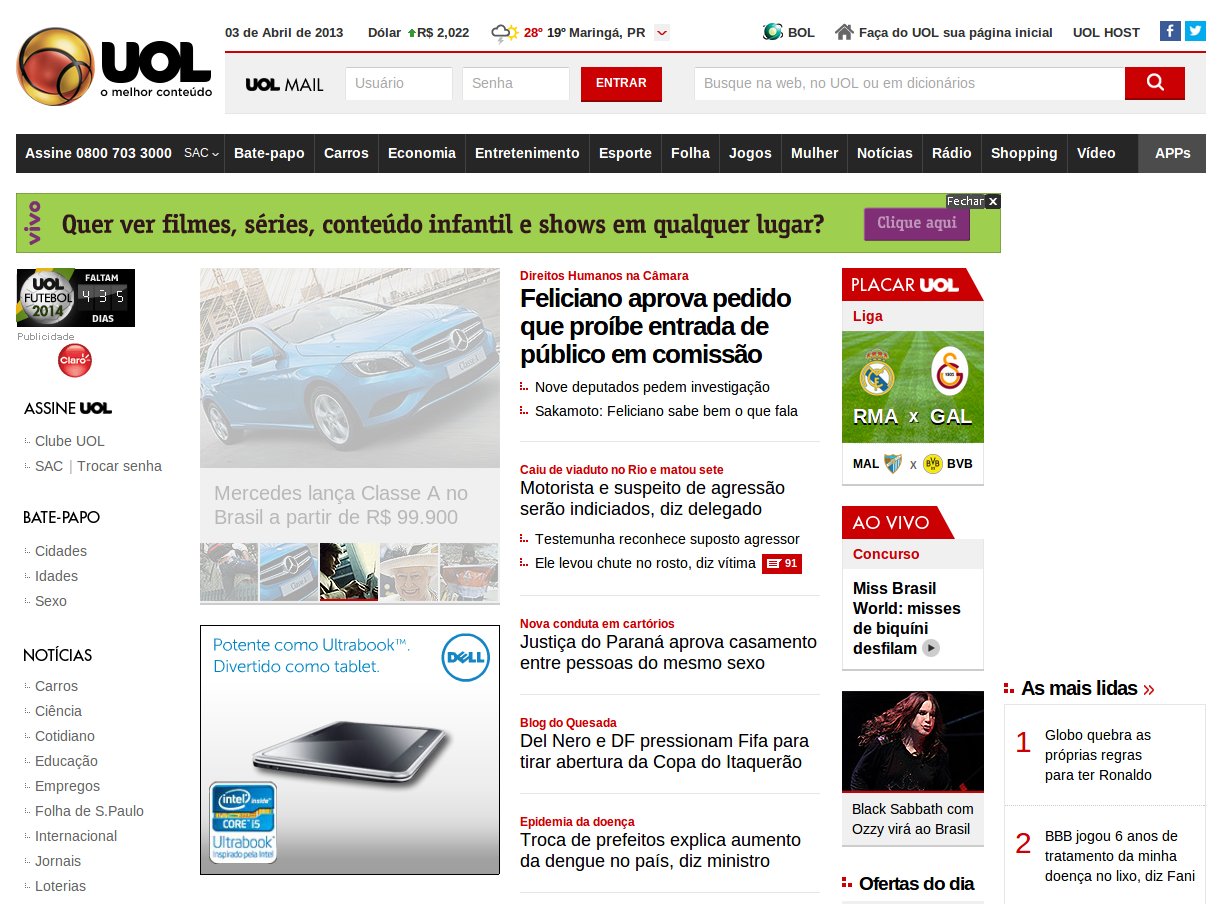 UOL
o melhor conteúdo
03 de Abril de 2013
Dólar R$ 2,022
28º 19º Maringá, PR
BOL
Faça do UOL sua página inicial
UOL HOST
UOL MAIL
Usuário
Senha
ENTRAR
Busque na web, no UOL ou em dicionários
Assine 0800 703 3000 SAC Bate-papo Carros Economia Entretenimento Esporte Folha Jogos Mulher Notícias Rádio Shopping Vídeo APPs
vivo
Quer ver filmes, séries, conteúdo infantil e shows em qualquer lugar?
Clique aqui
Fechar x
UOL
FUTEBOL
2014
FALTAM
435
DIAS
Publicidade
Claro
ASSINE UOL
Clube UOL
SAC | Trocar senha
BATE-PAPO
Cidades
Idades
Sexo
NOTÍCIAS
Carros
Ciência
Cotidiano
Educação
Empregos
Folha de S.Paulo
Internacional
Jornais
Loterias
Classe A
Mercedes lança Classe A no
Brasil a partir de R$ 99.900
Potente como Ultrabook™.
Divertido como tablet.
DELL
intel inside™
CORE i5
Ultrabook
Inspirado pela Intel
Direitos Humanos na Câmara
Feliciano aprova pedido
que proíbe entrada de
público em comissão
Nove deputados pedem investigação
Sakamoto: Feliciano sabe bem o que fala
Caiu de viaduto no Rio e matou sete
Motorista e suspeito de agressão
serão indiciados, diz delegado
Testemunha reconhece suposto agressor
Ele levou chute no rosto, diz vítima 91
Nova conduta em cartórios
Justiça do Paraná aprova casamento
entre pessoas do mesmo sexo
Blog do Quesada
Del Nero e DF pressionam Fifa para
tirar abertura da Copa do Itaquerão
Epidemia da doença
Troca de prefeitos explica aumento
da dengue no país, diz ministro
PLACAR UOL
Liga
RMA x GAL
MAL x BVB
AO VIVO
Concurso
Miss Brasil
World: misses
de biquíni
desfilam
Black Sabbath com
Ozzy virá ao Brasil
Ofertas do dia
As mais lidas »
1 Globo quebra as
próprias regras
para ter Ronaldo
2 BBB jogou 6 anos de
tratamento da minha
doença no lixo, diz Fani